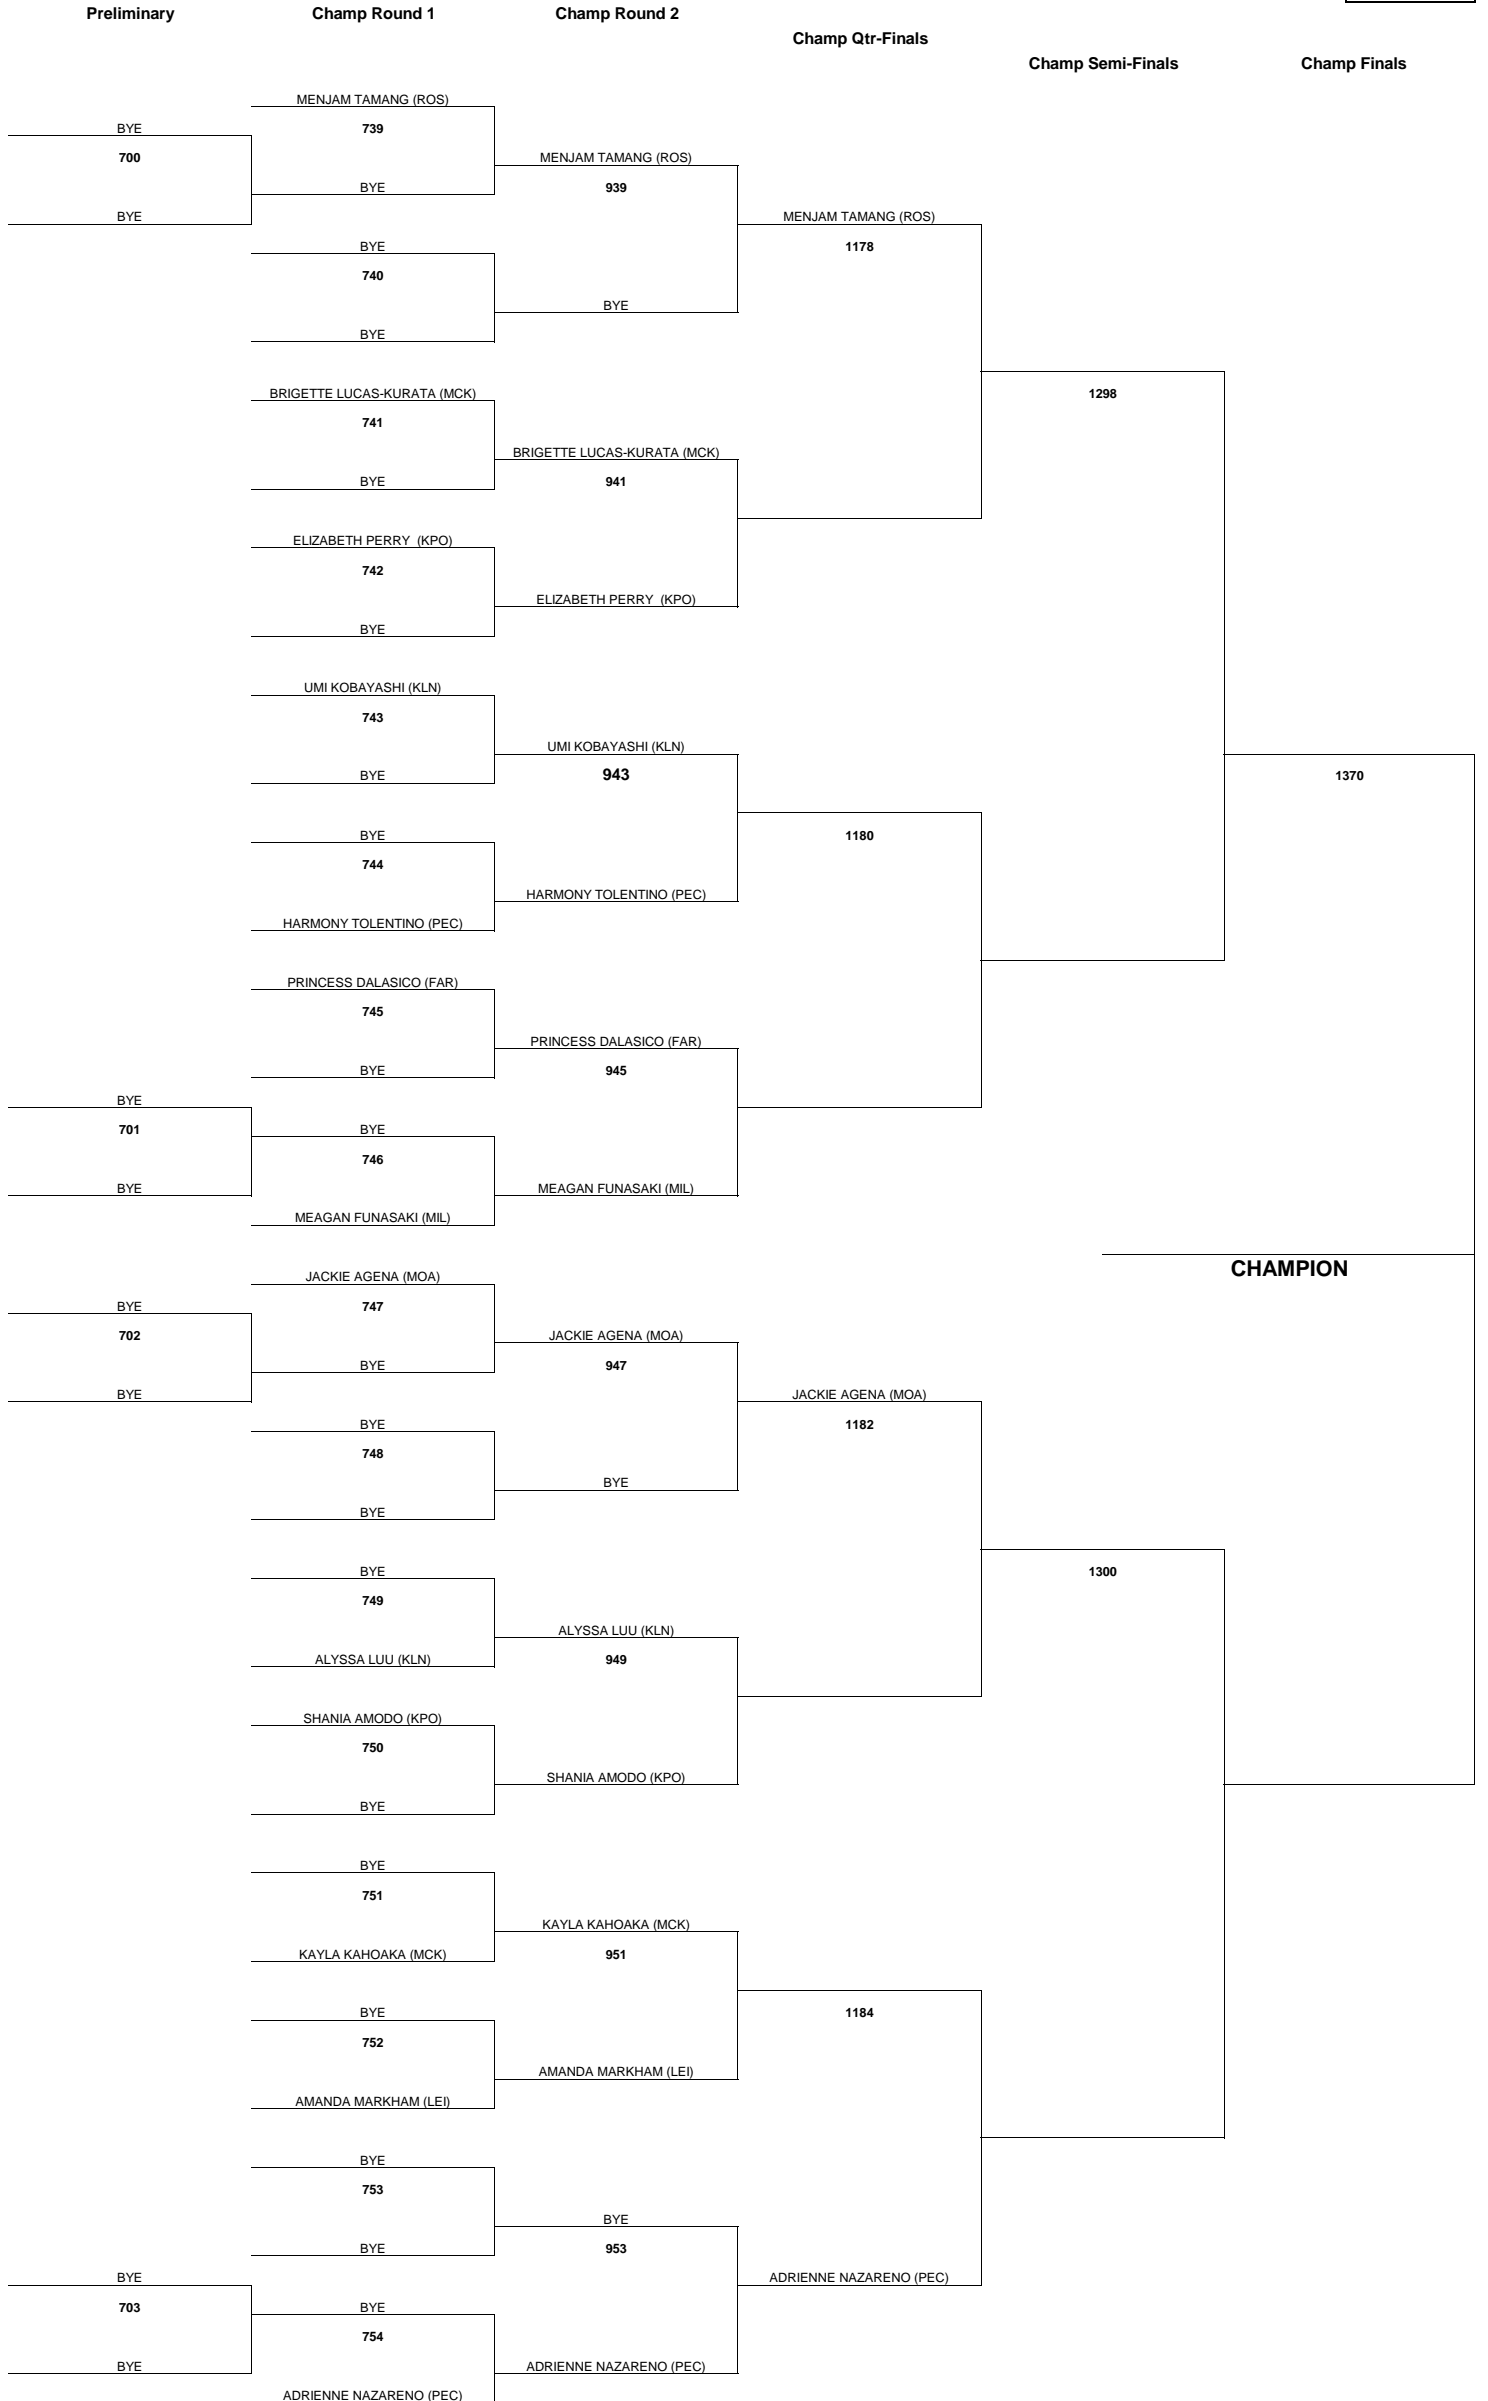 Preliminary
Champ Round 1
Champ Round 2
Champ Qtr-Finals
Champ Semi-Finals
Champ Finals
MENJAM TAMANG (ROS)
BYE
739
700
MENJAM TAMANG (ROS)
BYE
939
BYE
MENJAM TAMANG (ROS)
BYE
1178
740
BYE
BYE
BRIGETTE LUCAS-KURATA (MCK)
1298
741
BRIGETTE LUCAS-KURATA (MCK)
BYE
941
ELIZABETH PERRY (KPO)
742
ELIZABETH PERRY (KPO)
BYE
UMI KOBAYASHI (KLN)
743
UMI KOBAYASHI (KLN)
BYE
943
1370
BYE
1180
744
HARMONY TOLENTINO (PEC)
HARMONY TOLENTINO (PEC)
PRINCESS DALASICO (FAR)
745
PRINCESS DALASICO (FAR)
BYE
945
BYE
701
BYE
746
BYE
MEAGAN FUNASAKI (MIL)
MEAGAN FUNASAKI (MIL)
CHAMPION
JACKIE AGENA (MOA)
BYE
747
702
JACKIE AGENA (MOA)
BYE
947
BYE
JACKIE AGENA (MOA)
BYE
1182
748
BYE
BYE
BYE
1300
749
ALYSSA LUU (KLN)
ALYSSA LUU (KLN)
949
SHANIA AMODO (KPO)
750
SHANIA AMODO (KPO)
BYE
BYE
751
KAYLA KAHOAKA (MCK)
KAYLA KAHOAKA (MCK)
951
BYE
1184
752
AMANDA MARKHAM (LEI)
AMANDA MARKHAM (LEI)
BYE
753
BYE
BYE
953
BYE
ADRIENNE NAZARENO (PEC)
703
BYE
754
BYE
ADRIENNE NAZARENO (PEC)
ADRIENNE NAZARENO (PEC)